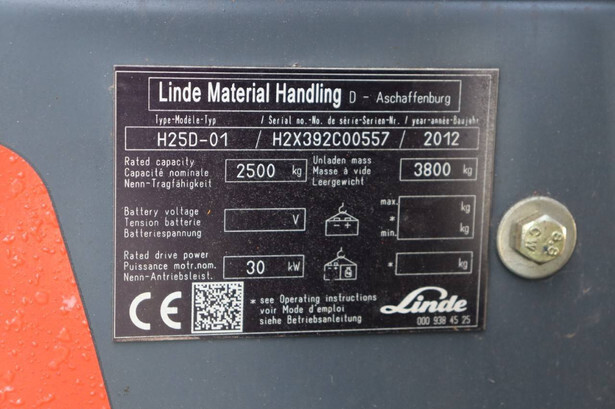 Linde Material Handling D - Aschaffenburg
Type-Modèle-Typ / Serial no.-No. de série-Serien-Nr. / year-année-Baujahr
H25D-01 / H2X392C00557 / 2012
Rated capacity
Capacité nominale
Nenn-Tragfähigkeit
2500 kg
Unladen mass
Masse à vide
Leergewicht
3800 kg
Battery voltage
Tension batterie
Batteriespannung
V
- +
max.
*
min.
kg
kg
Rated drive power
Puissance motr.nom.
Nenn-Antriebsleist.
30 kW
* kg
CE
* see Operating instructions
voir Mode d'emploi
siehe Betriebsanleitung
Linde
000 938 45 25
8.8